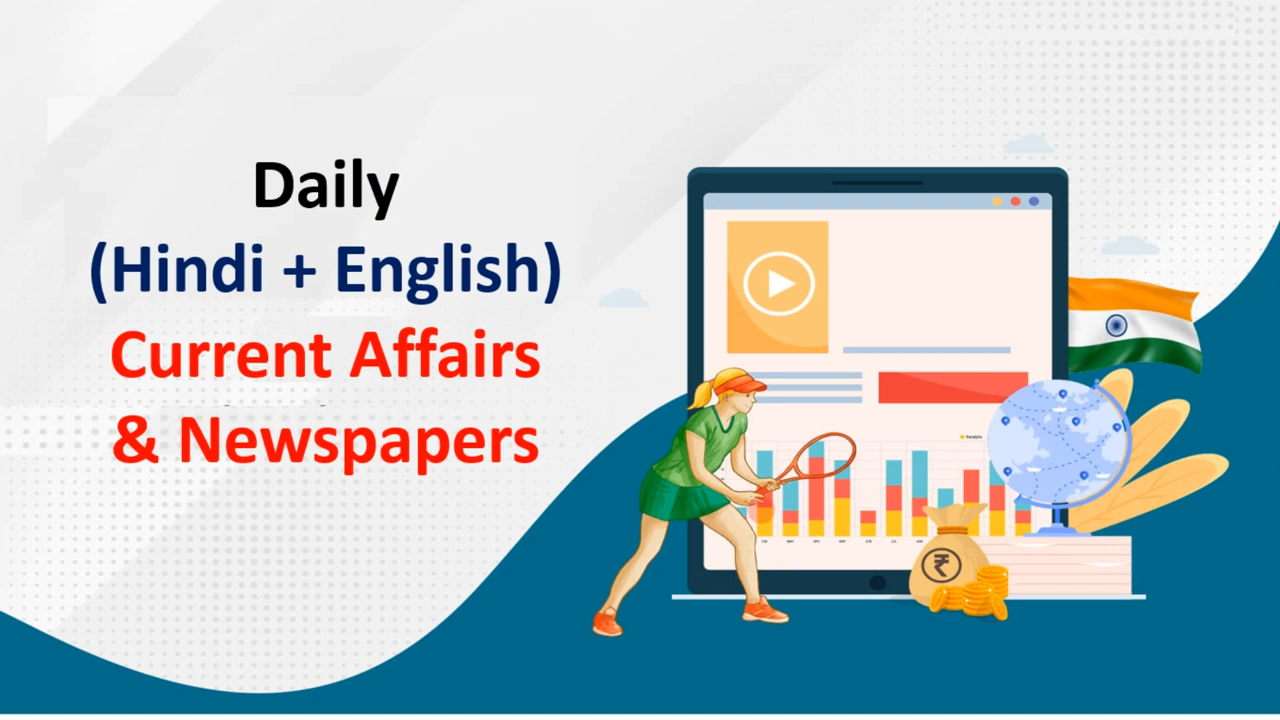 Daily
(Hindi + English)
Current Affairs
& Newspapers
₹